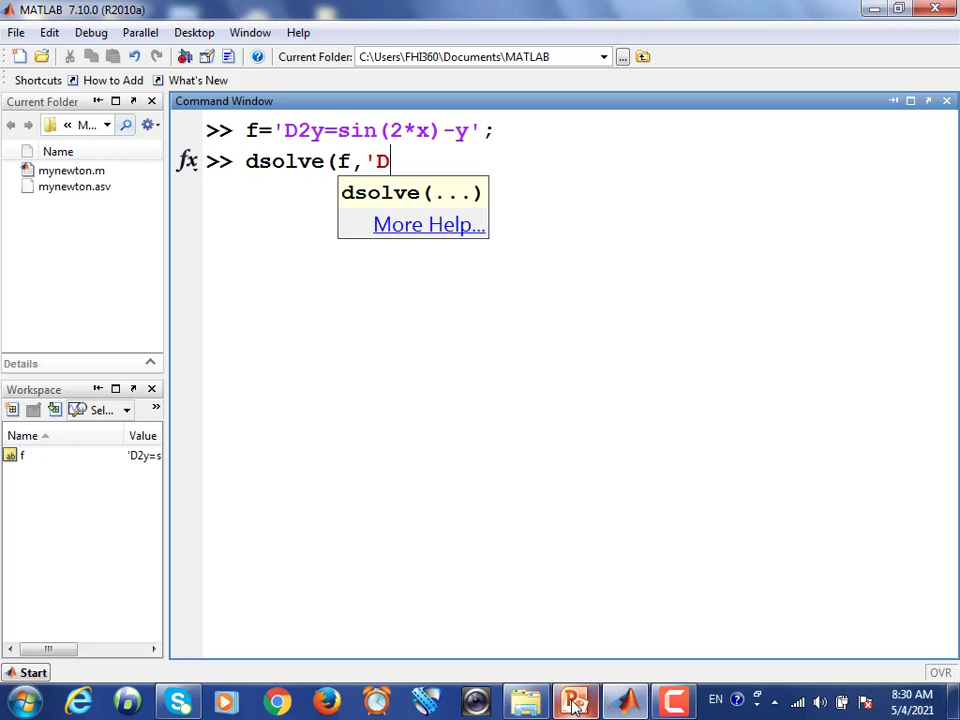 MATLAB 7.10.0 (R2010a)
File Edit Debug Parallel Desktop Window Help
Current Folder: C:\Users\FHI360\Documents\MATLAB
Shortcuts How to Add What's New
Current Folder
« M...
Name
mynewton.m
mynewton.asv
Details
Workspace
Sel...
»
Name Value
f 'D2y=s
Command Window
>> f='D2y=sin(2*x)-y';
fx >> dsolve(f,'D
dsolve(...)
More Help...
Start
OVR
EN
8:30 AM
5/4/2021